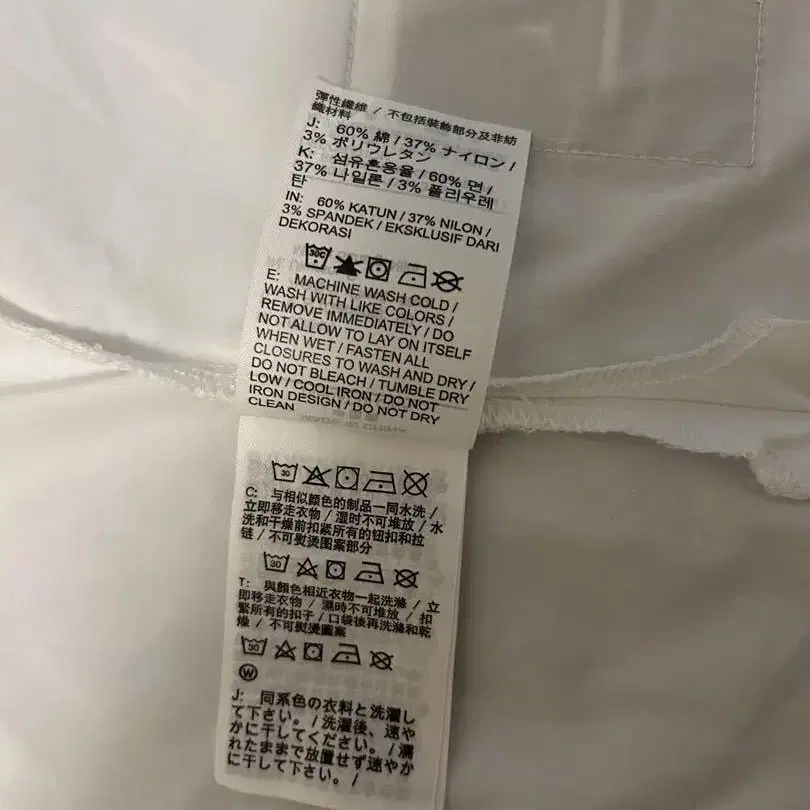 彈性纖維 / 不包括裝飾部分及非紡
織材料
J: 60% 綿 / 37% ナイロン /
3% ポリウレタン
K: 섬유혼용율 / 60% 면 /
37% 나일론 / 3% 폴리우레
탄
IN: 60% KATUN / 37% NILON /
3% SPANDEK / EKSKLUSIF DARI
DEKORASI
30C
E: MACHINE WASH COLD /
WASH WITH LIKE COLORS /
REMOVE IMMEDIATELY / DO
NOT ALLOW TO LAY ON ITSELF
WHEN WET / FASTEN ALL
CLOSURES TO WASH AND DRY /
DO NOT BLEACH / TUMBLE DRY
LOW / COOL IRON / DO NOT
IRON DESIGN / DO NOT DRY
CLEAN
30
C: 与相似颜色的制品一同水洗 /
立即移走衣物 / 湿时不可堆放 / 水
洗和干燥前扣紧所有的钮扣和拉
链 / 不可熨烫图案部分
30
T: 與顏色相近衣物一起洗滌 / 立
即移走衣物 / 濕時不可堆放 / 扣
緊所有的扣子 / 口袋後再洗滌和乾
燥 / 不可熨燙圖案
30
W
J: 同系色の衣料と洗濯し
て下さい。 / 洗濯後、速や
かに干してください。 / 濡
れたままで放置せず速やか
に干して下さい。 /